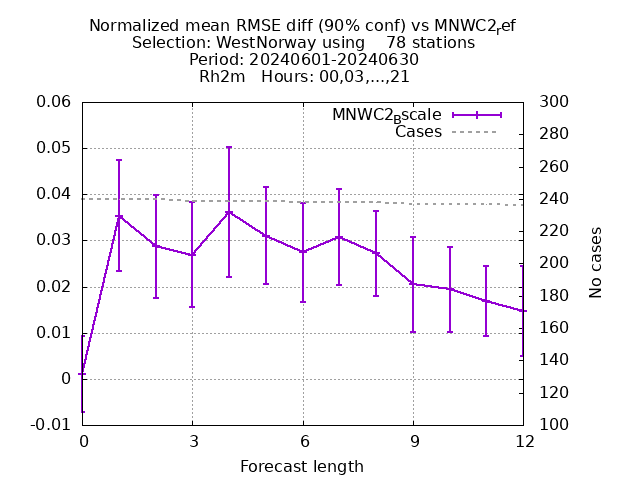 Normalized mean RMSE diff (90% conf) vs MNWC2_ref
Selection: WestNorway using    78 stations
Period: 20240601-20240630
Rh2m   Hours: 00,03,...,21
MNWC2_Bscale
Cases
0.06
0.05
0.04
0.03
0.02
0.01
0
-0.01
300
280
260
240
220
200
180
160
140
120
100
No cases
0 3 6 9 12
Forecast length